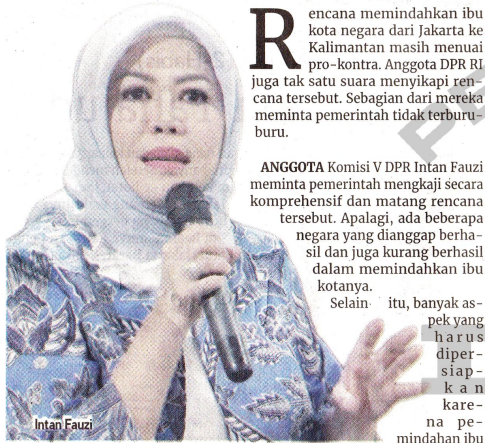 Rencana memindahkan ibu
kota negara dari Jakarta ke
Kalimantan masih menuai
pro-kontra. Anggota DPR RI
juga tak satu suara menyikapi ren-
cana tersebut. Sebagian dari mereka
meminta pemerintah tidak terburu-
buru.
ANGGOTA Komisi V DPR Intan Fauzi
meminta pemerintah mengkaji secara
komprehensif dan matang rencana
tersebut. Apalagi, ada beberapa
negara yang dianggap berha-
sil dan juga kurang berhasil
dalam memindahkan ibu
kotanya.
Selain itu, banyak as-
pek yang
harus
diper-
siap-
kan
kare-
na pe-
mindahan ibu
Intan Fauzi